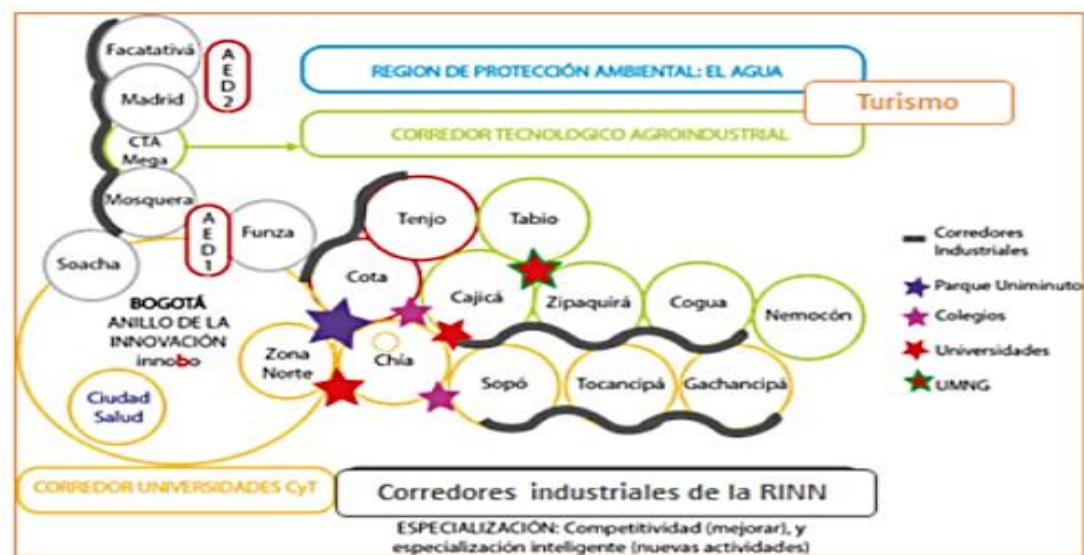 Facatativá
A
E
D
2
REGION DE PROTECCIÓN AMBIENTAL: EL AGUA
Turismo
Madrid
CORREDOR TECNOLOGICO AGROINDUSTRIAL
CTA
Mega
Mosquera
A
E
D
1
Funza
Tenjo
Tabio
Soacha
Cota
Cajicá
Zipaquirá
Cogua
Nemocón
BOGOTÁ
ANILLO DE LA
INNOVACIÓN
innobo
Zona
Norte
Chía
Sopó
Tocancipá
Gachancipá
Ciudad
Salud
Corredores
Industriales
Parque Uniminuto
Colegios
Universidades
UMNG
CORREDOR UNIVERSIDADES CyT
Corredores industriales de la RINN
ESPECIALIZACIÓN: Competitividad (mejorar), y
especialización inteligente (nuevas actividades)